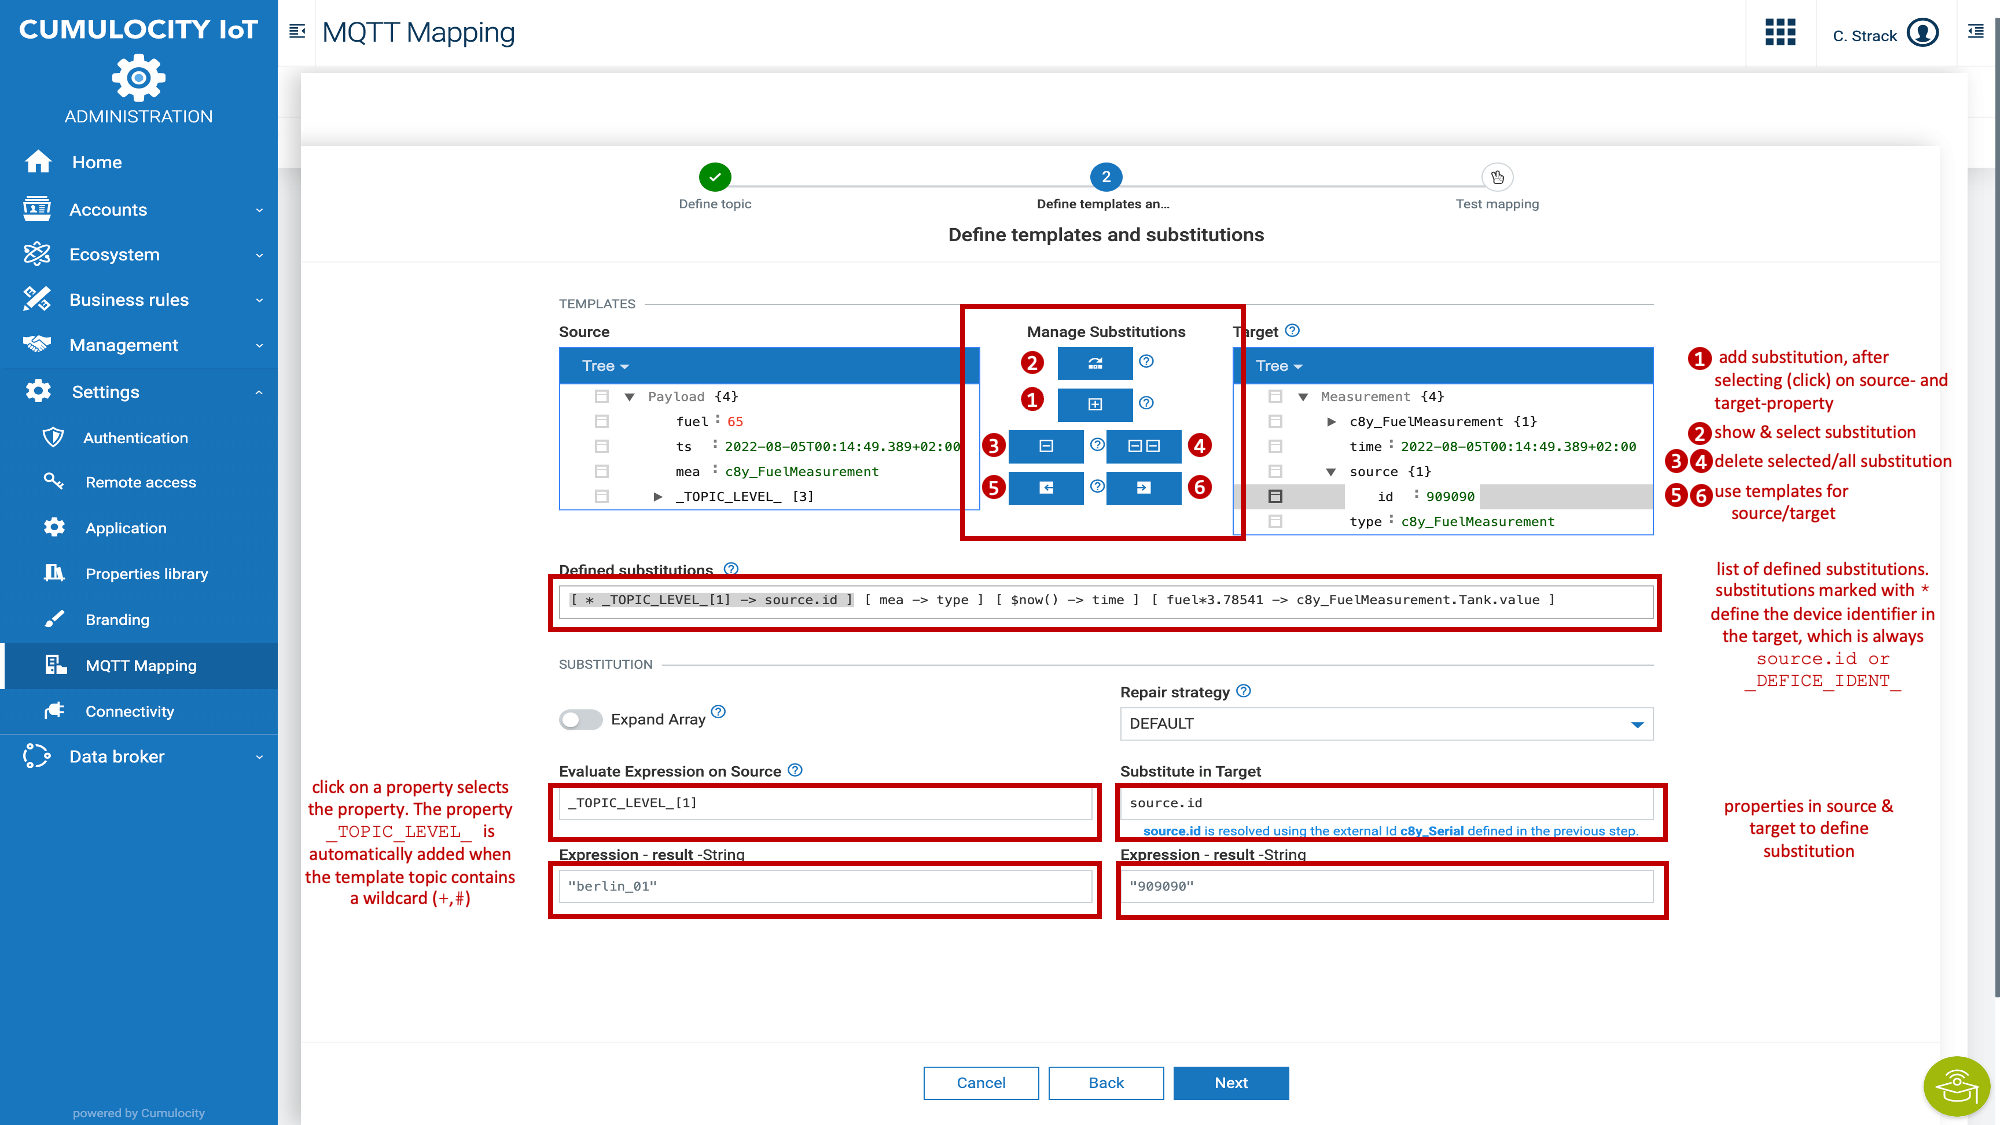 CUMULOCITY IoT
ADMINISTRATION
Home
Accounts
Ecosystem
Business rules
Management
Settings
Authentication
Remote access
Application
Properties library
Branding
MQTT Mapping
Connectivity
Data broker
powered by Cumulocity
MQTT Mapping
C. Strack
2
Define topic
Define templates an...
Test mapping
Define templates and substitutions
TEMPLATES
Source
Manage Substitutions
Target
Tree
Payload {4}
fuel : 65
ts : 2022-08-05T00:14:49.389+02:00
mea : c8y_FuelMeasurement
_TOPIC_LEVEL_ [3]
2
1
3
4
5
6
Tree
Measurement {4}
c8y_FuelMeasurement {1}
time : 2022-08-05T00:14:49.389+02:00
source {1}
id : 909090
type : c8y_FuelMeasurement
1 add substitution, after
selecting (click) on source- and
target-property
2 show & select substitution
3 4 delete selected/all substitution
5 6 use templates for
source/target
Defined substitutions
[ * _TOPIC_LEVEL_[1] -> source.id ] [ mea -> type ] [ $now() -> time ] [ fuel*3.78541 -> c8y_FuelMeasurement.Tank.value ]
list of defined substitutions.
substitutions marked with *
define the device identifier in
the target, which is always
source.id or
_DEFICE_IDENT_
SUBSTITUTION
Expand Array
Repair strategy
DEFAULT
Evaluate Expression on Source
_TOPIC_LEVEL_[1]
Substitute in Target
source.id
source.id is resolved using the external Id c8y_Serial defined in the previous step.
Expression - result -String
"berlin_01"
Expression - result -String
"909090"
click on a property selects
the property. The property
_TOPIC_LEVEL_ is
automatically added when
the template topic contains
a wildcard (+,#)
properties in source &
target to define
substitution
Cancel
Back
Next